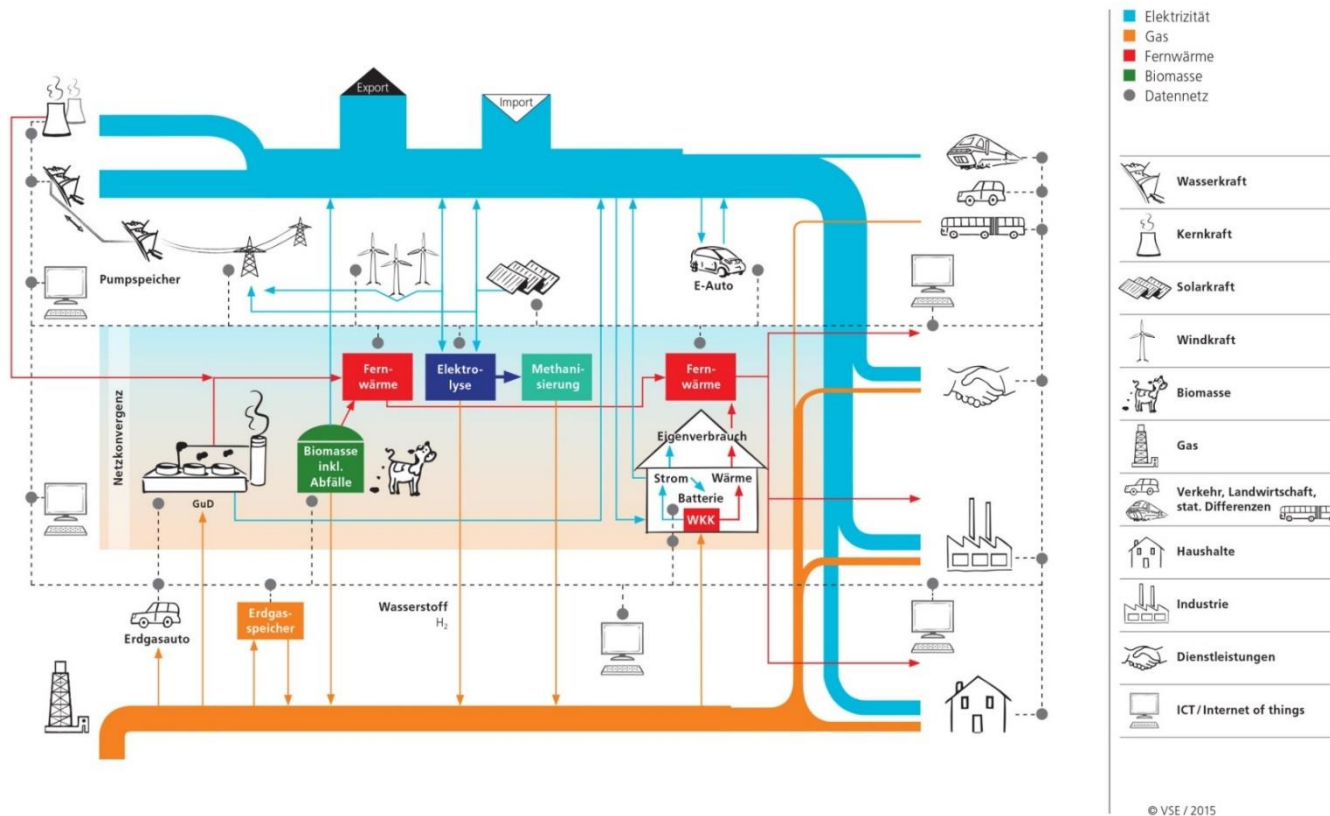 Elektrizität
Gas
Fernwärme
Biomasse
Datennetz
Export
Import
Pumpspeicher
E-Auto
Netzkonvergenz
Fern-
wärme
Elektro-
lyse
Methani-
sierung
Fern-
wärme
Biomasse
inkl.
Abfälle
GuD
Eigenverbrauch
Strom
Wärme
Batterie
WKK
Erdgasauto
Erdgas-
speicher
Wasserstoff
H₂
Wasserkraft
Kernkraft
Solarkraft
Windkraft
Biomasse
Gas
Verkehr, Landwirtschaft,
stat. Differenzen
Haushalte
Industrie
Dienstleistungen
ICT / Internet of things
© VSE / 2015